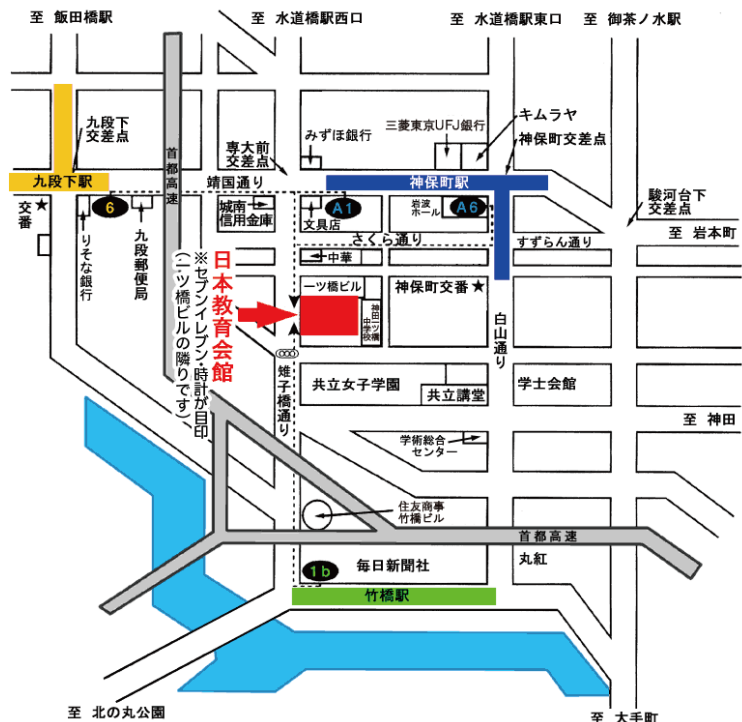 至 飯田橋駅
至 水道橋駅西口
至 水道橋駅東口
至 御茶ノ水駅
九段下
交差点
首都高速
専大前
交差点
みずほ銀行
三菱東京UFJ銀行
キムラヤ
神保町交差点
九段下駅
靖国通り
神保町駅
駿河台下
交差点
交番★
6
りそな銀行
九段郵便局
城南
信用金庫
A1
文具店
岩波
ホール
A6
さくら通り
すずらん通り
至 岩本町
中華
一ツ橋ビル
神田一ツ橋
中学校
神保町交番★
日本教育会館
※セブンイレブン・時計が目印
(一ツ橋ビルの隣りです)
白山通り
雉子橋通り
共立女子学園
共立講堂
学士会館
至 神田
学術総合
センター
住友商事
竹橋ビル
首都高速
丸紅
1b
毎日新聞社
竹橋駅
至 北の丸公園
至 大手町